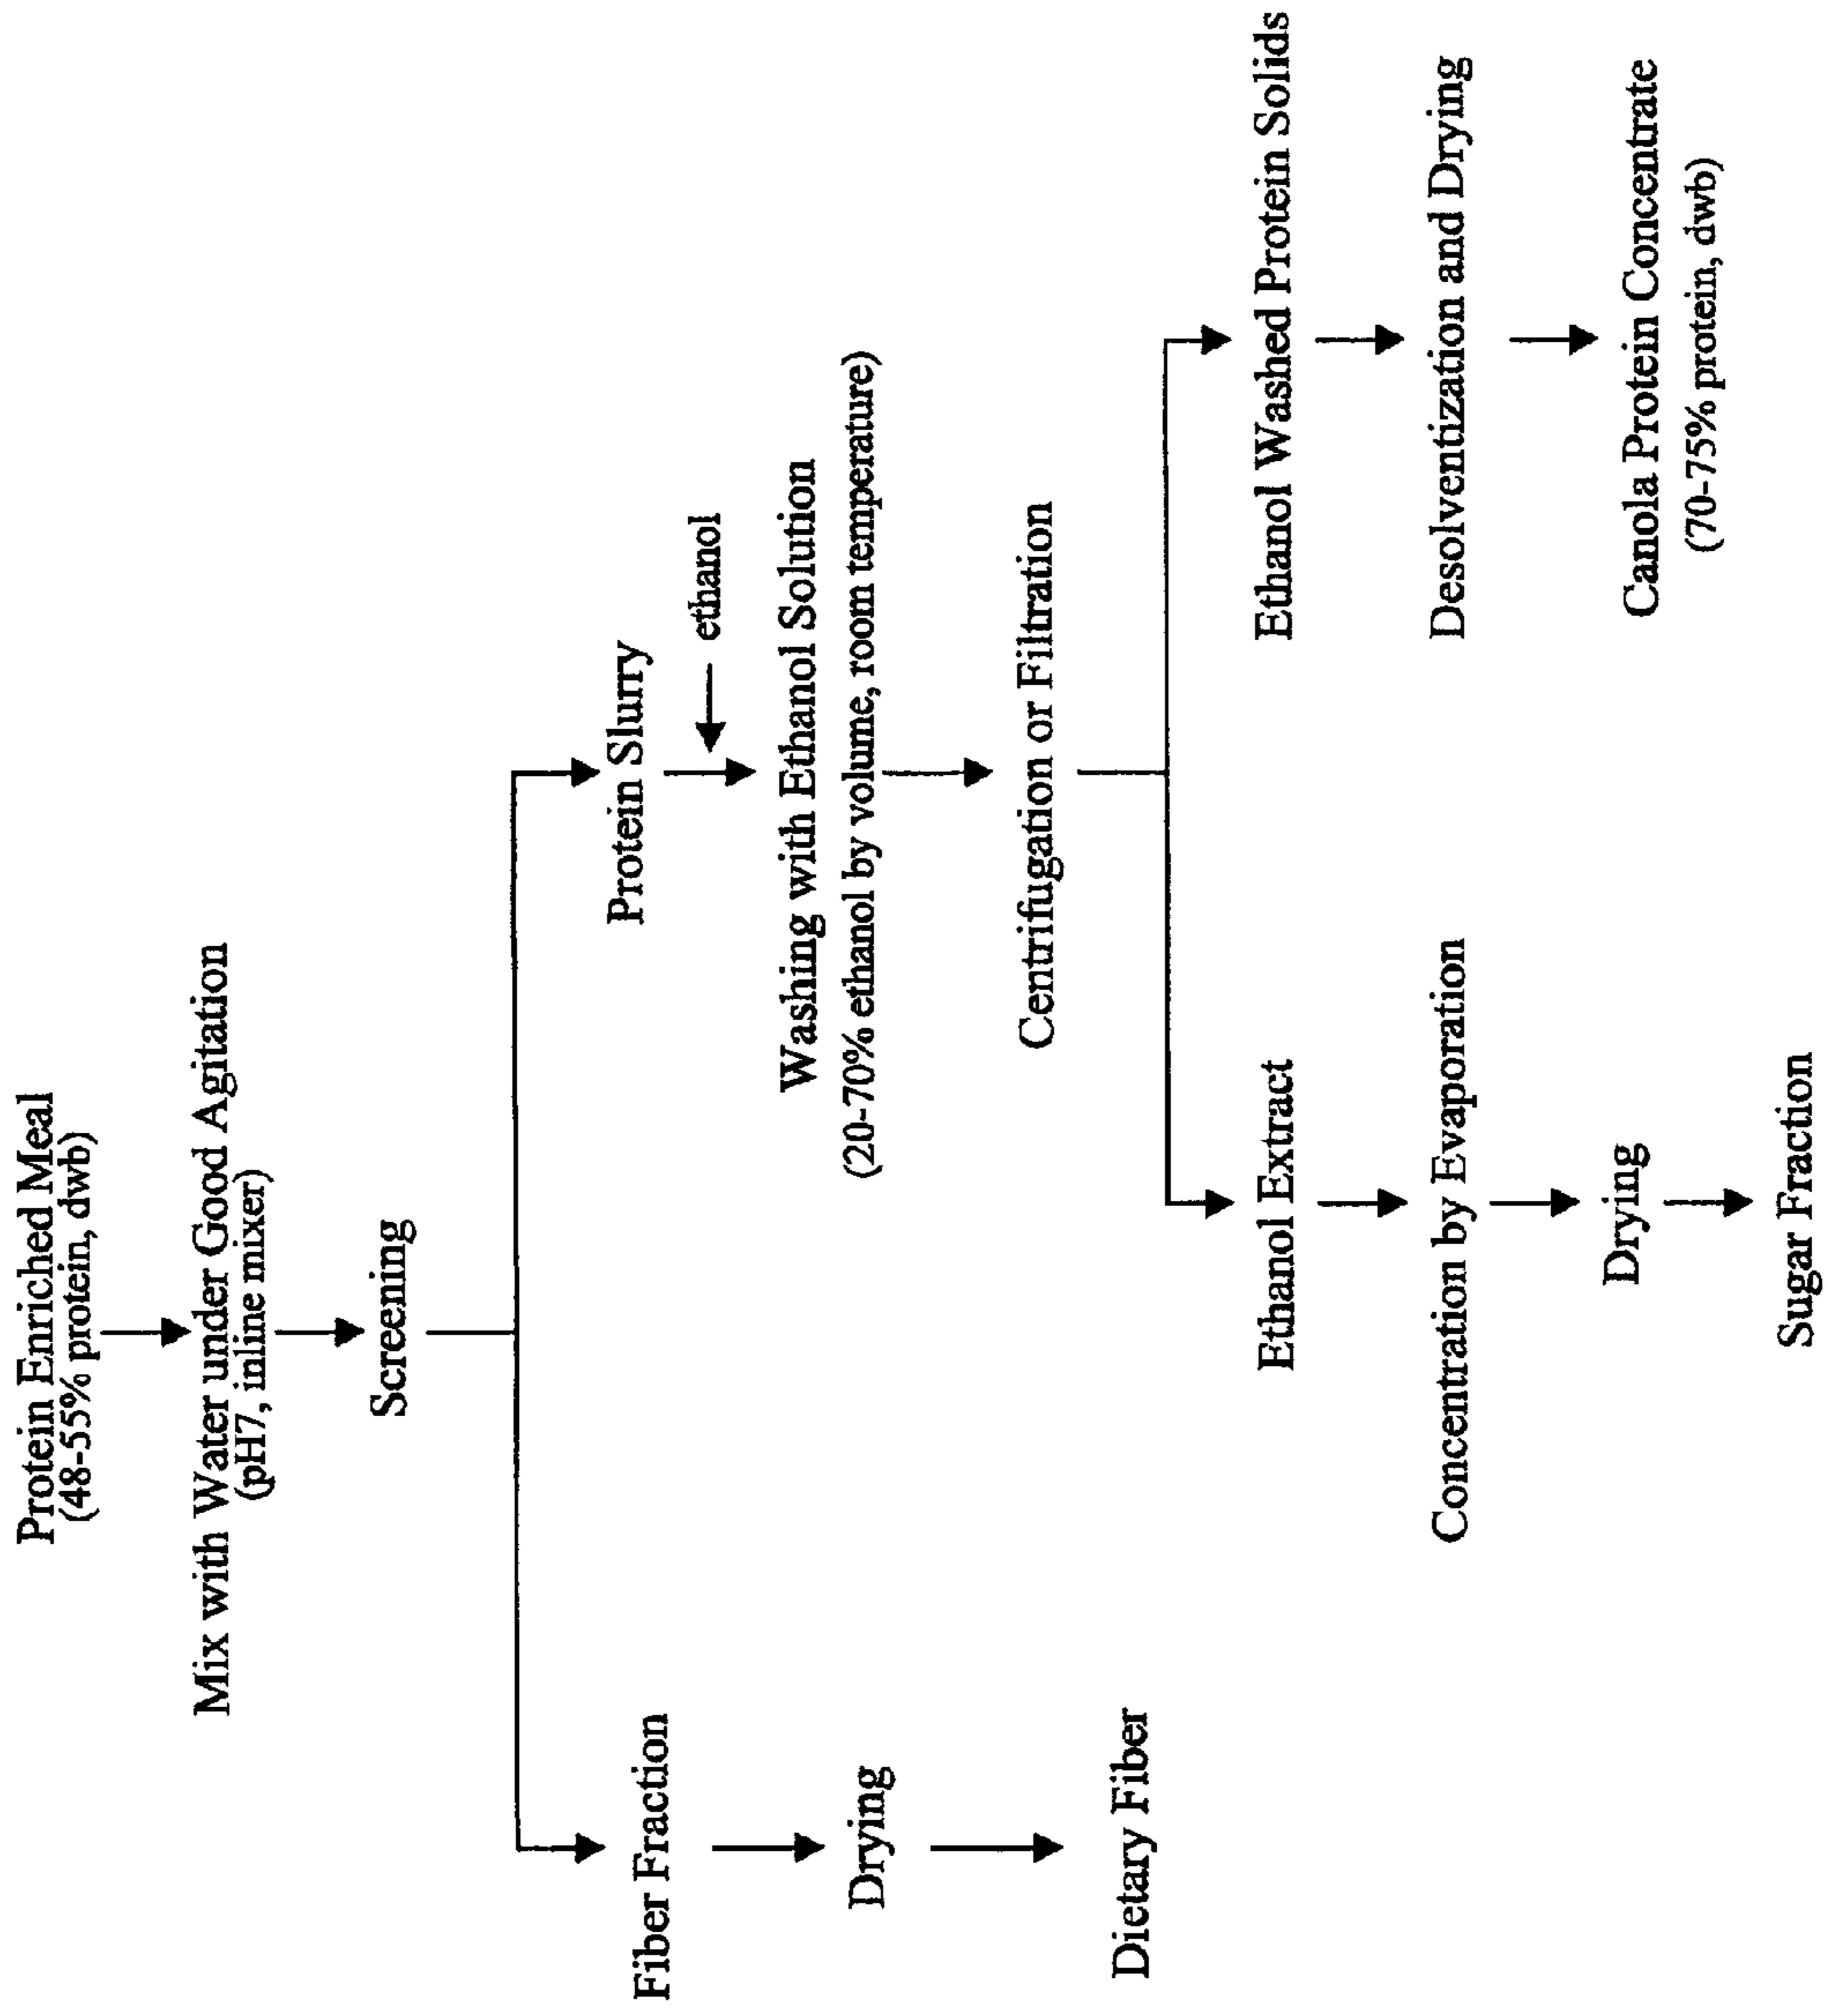 Protein Enriched Meal
(48-55% protein, dwb)
Mix with Water under Good Agitation
(pH7, inline mixer)
Screening
Fiber Fraction
Drying
Dietary Fiber
Protein Slurry
ethanol
Washing with Ethanol Solution
(20-70% ethanol by volume, room temperature)
Centrifugation or Filtration
Ethanol Extract
Concentration by Evaporation
Drying
Sugar Fraction
Ethanol Washed Protein Solids
Desolventization and Drying
Canola Protein Concentrate
(70-75% protein, dwb)